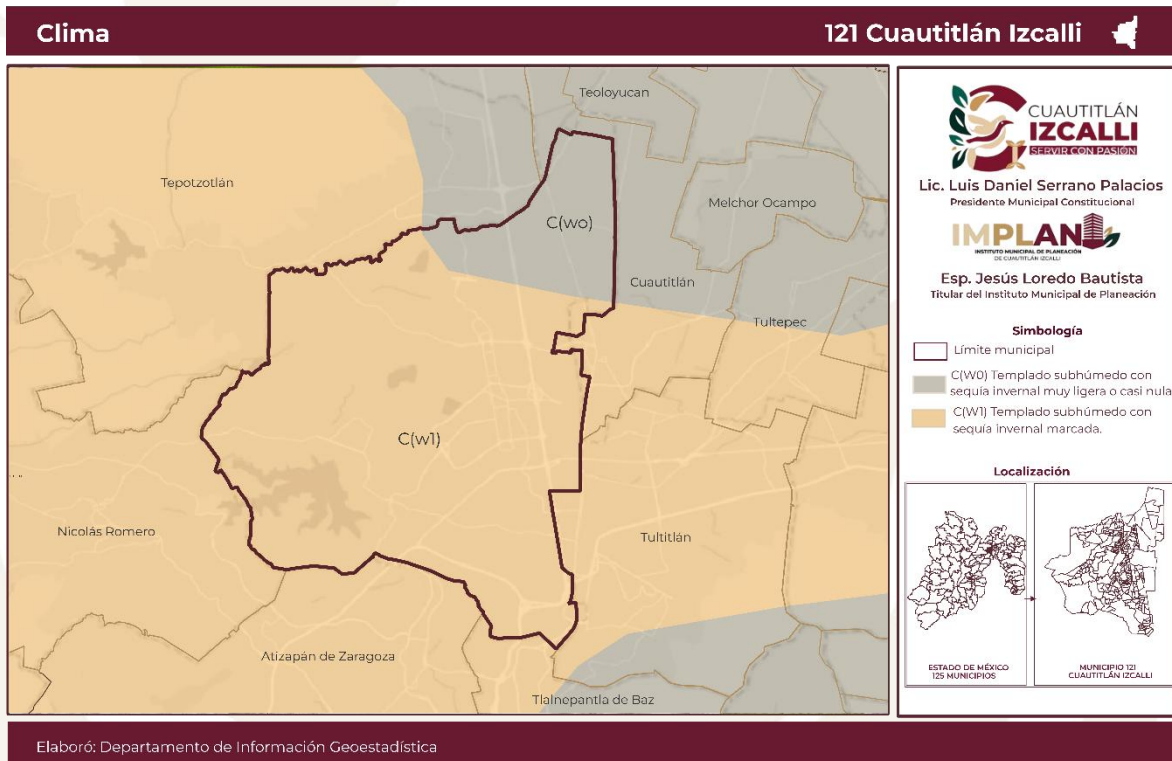 Clima
121 Cuautitlán Izcalli
Teoloyucan
Tepotzotlán
Melchor Ocampo
C(wo)
Cuautitlán
Tultepec
C(w1)
Nicolás Romero
Tultitlán
Atizapán de Zaragoza
Tlalnepantla de Baz
CUAUTITLÁN
IZCALLI
SERVIR CON PASIÓN
Lic. Luis Daniel Serrano Palacios
Presidente Municipal Constitucional
IMPLAN
INSTITUTO MUNICIPAL DE PLANEACIÓN
DE CUAUTITLÁN IZCALLI
Esp. Jesús Loredo Bautista
Titular del Instituto Municipal de Planeación
Simbología
Límite municipal
C(W0) Templado subhúmedo con
sequía invernal muy ligera o casi nula
C(W1) Templado subhúmedo con
sequía invernal marcada.
Localización
ESTADO DE MÉXICO
125 MUNICIPIOS
MUNICIPIO 121
CUAUTITLÁN IZCALLI
Elaboró: Departamento de Información Geoestadística